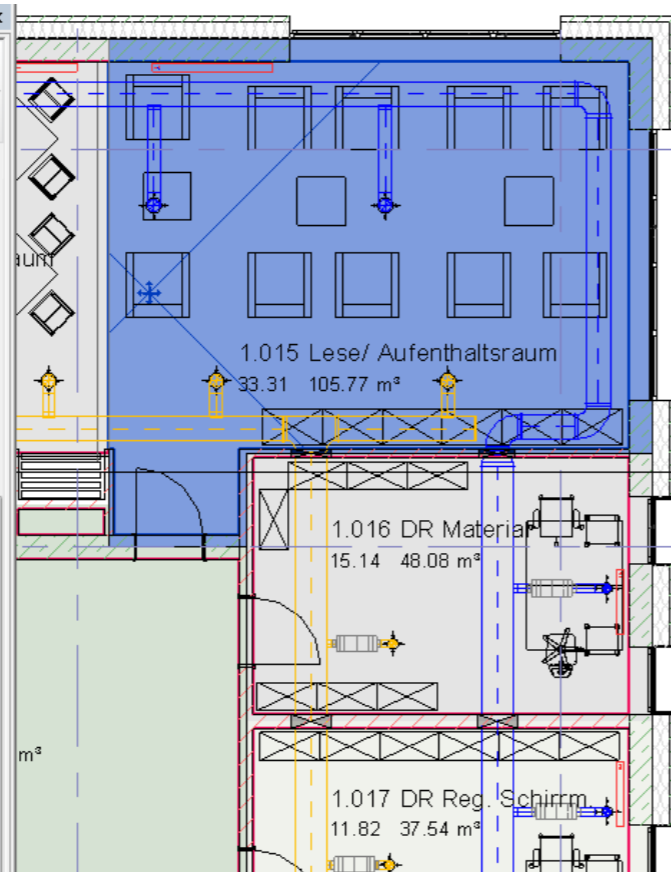 aum
1.015 Lese/ Aufenthaltsraum
33.31 105.77 m³
1.016 DR Material
15.14 48.08 m³
m³
1.017 DR Reg. Schirrm.
11.82 37.54 m³